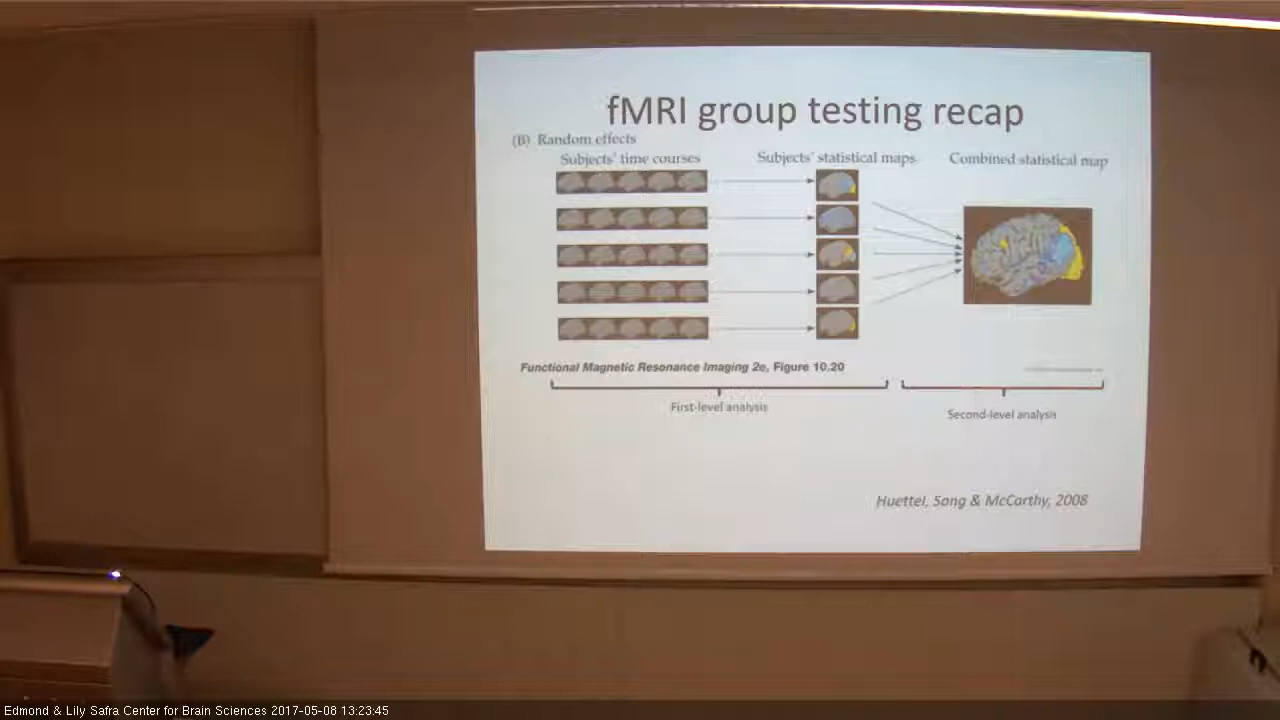 fMRI group testing recap
(B) Random effects
Subjects' time courses
Subjects' statistical maps
Combined statistical map
Functional Magnetic Resonance Imaging 2e, Figure 10.20
First-level analysis
Second-level analysis
Huettel, Song & McCarthy, 2008
Edmond & Lily Safra Center for Brain Sciences 2017-05-08 13:23:45